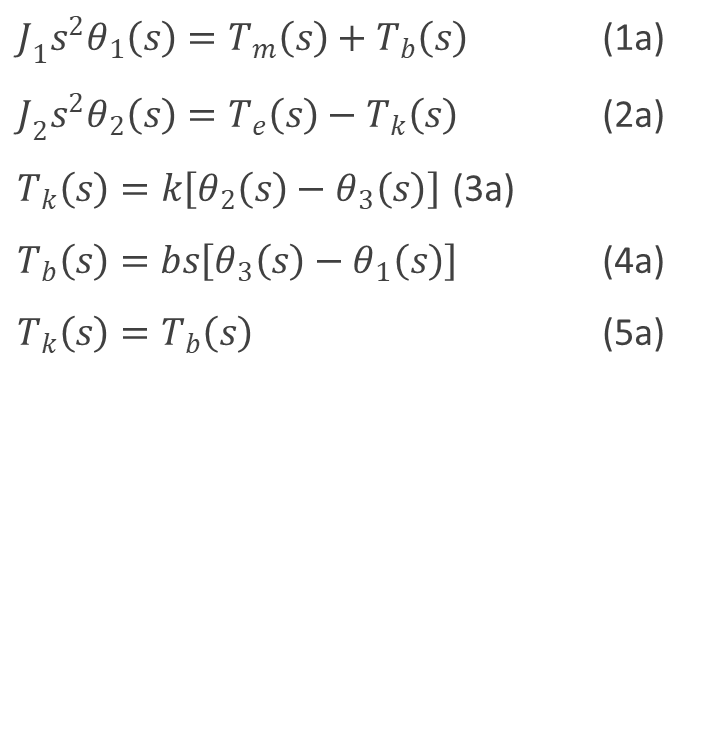 J₁s²θ₁(s) = Tₘ(s) + T_b(s) (1a)
J₂s²θ₂(s) = Tₑ(s) − Tₖ(s) (2a)
Tₖ(s) = k[θ₂(s) − θ₃(s)] (3a)
T_b(s) = bs[θ₃(s) − θ₁(s)] (4a)
Tₖ(s) = T_b(s) (5a)